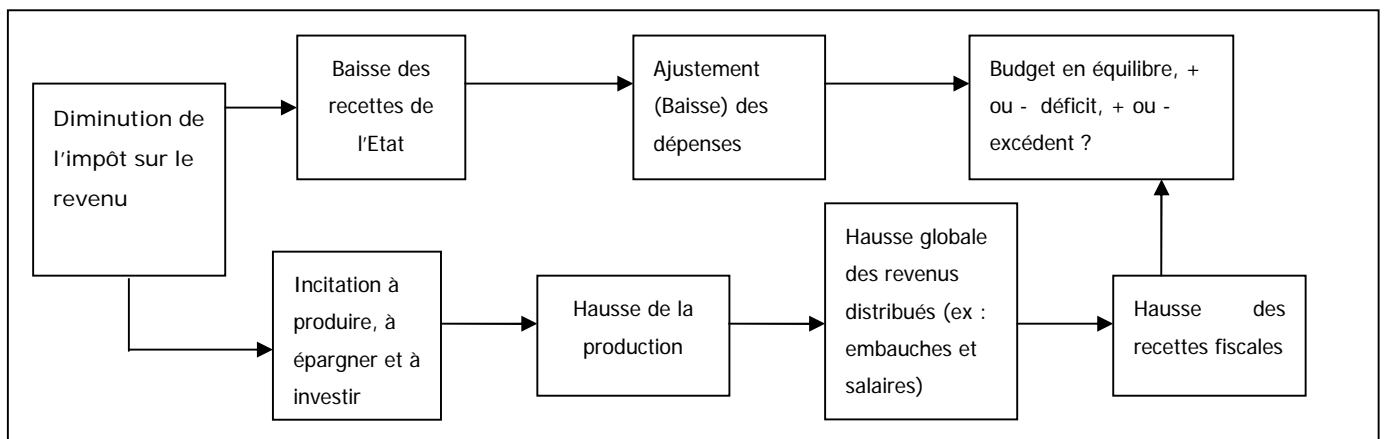 Diminution de
l'impôt sur le
revenu
Baisse des
recettes de
l'Etat
Ajustement
(Baisse) des
dépenses
Budget en équilibre, +
ou - déficit, + ou -
excédent ?
Incitation à
produire, à
épargner et à
investir
Hausse de la
production
Hausse globale
des revenus
distribués (ex :
embauches et
salaires)
Hausse des
recettes fiscales